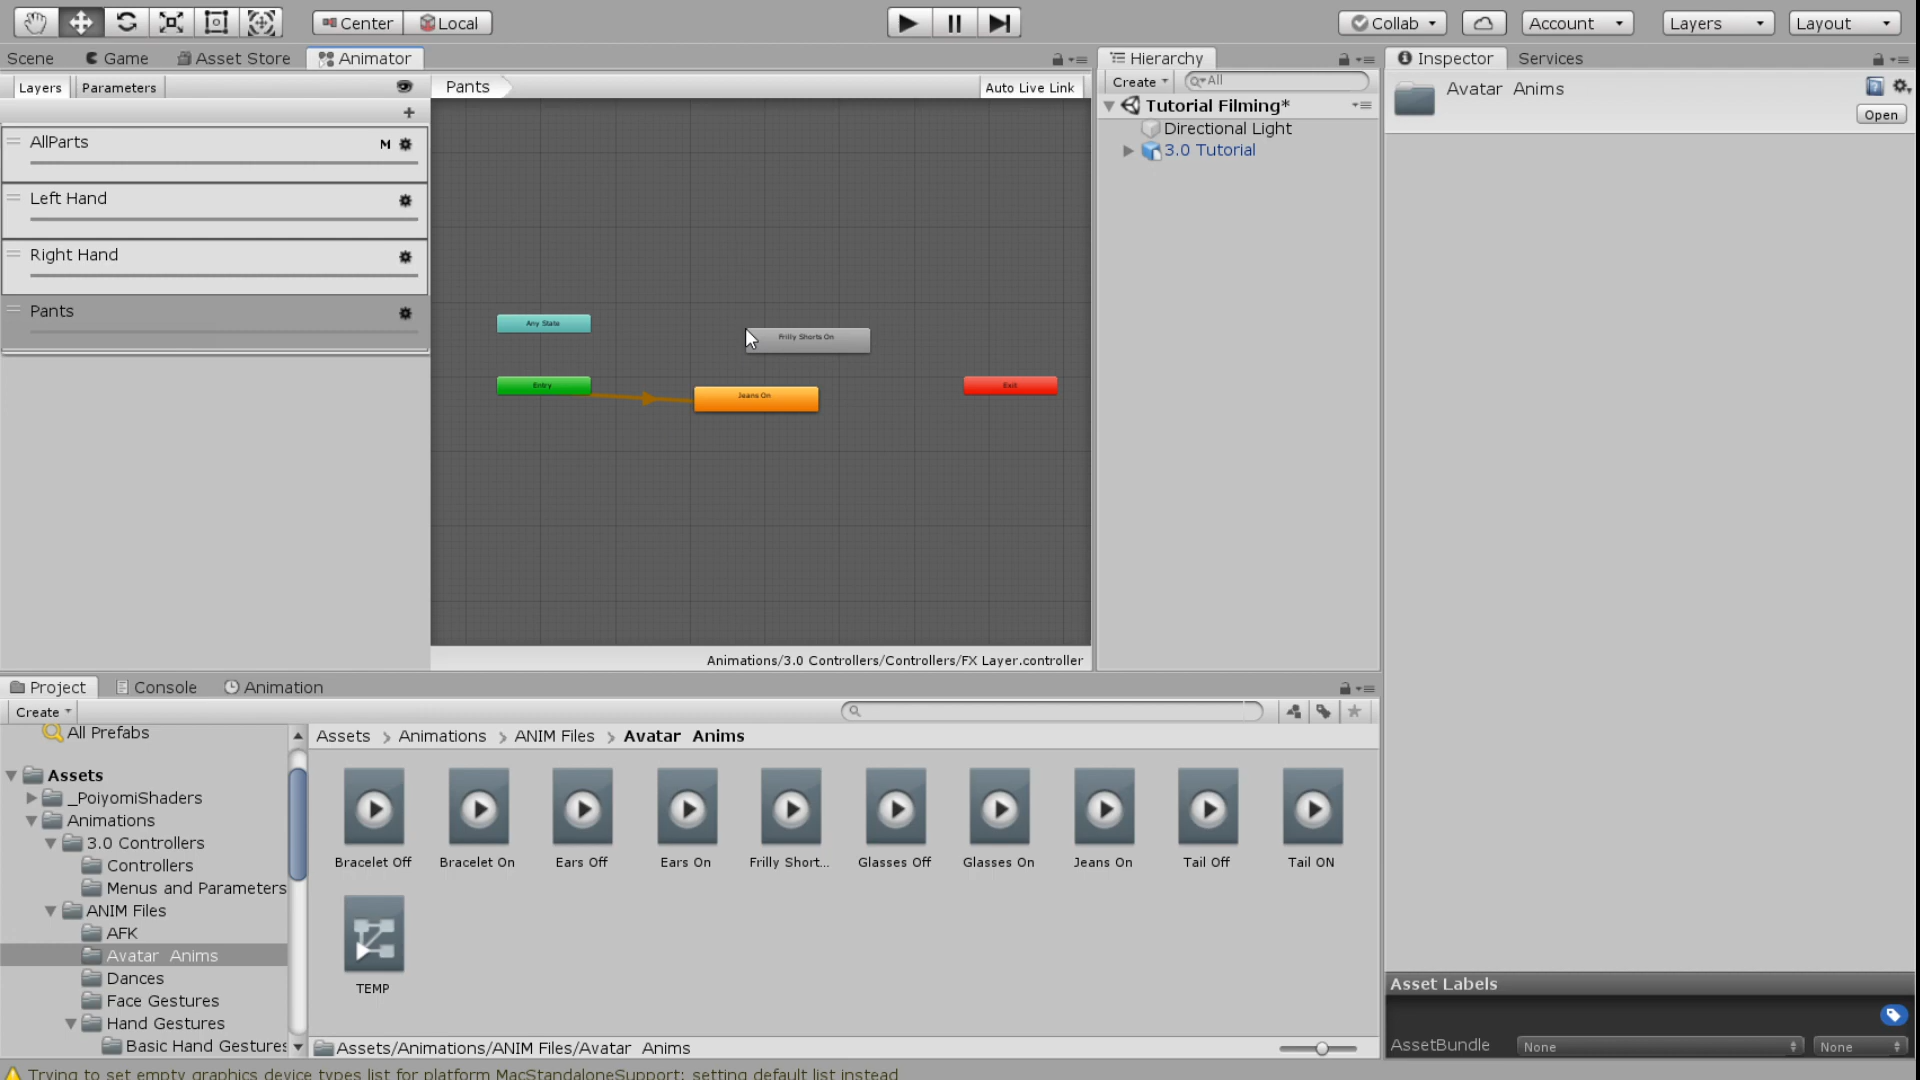 Center
Local
Collab
Account
Layers
Layout
Scene
Game
Asset Store
Animator
Hierarchy
Inspector
Services
Layers
Parameters
Pants
Auto Live Link
Create
All
Avatar Anims
Open
Tutorial Filming*
Directional Light
3.0 Tutorial
AllParts
M
Left Hand
Right Hand
Pants
Any State
Frilly Shorts On
Entry
Jeans On
Exit
Animations/3.0 Controllers/Controllers/FX Layer.controller
Project
Console
Animation
Create
All Prefabs
Assets
_PoiyomiShaders
Animations
3.0 Controllers
Controllers
Menus and Parameters
ANIM Files
AFK
Avatar Anims
Dances
Face Gestures
Hand Gestures
Basic Hand Gestures
Assets > Animations > ANIM Files > Avatar Anims
Bracelet Off
Bracelet On
Ears Off
Ears On
Frilly Short...
Glasses Off
Glasses On
Jeans On
Tail Off
Tail ON
TEMP
Assets/Animations/ANIM Files/Avatar Anims
Asset Labels
AssetBundle
None
None
Trying to set empty graphics device types list for platform MacStandaloneSupport: setting default list instead